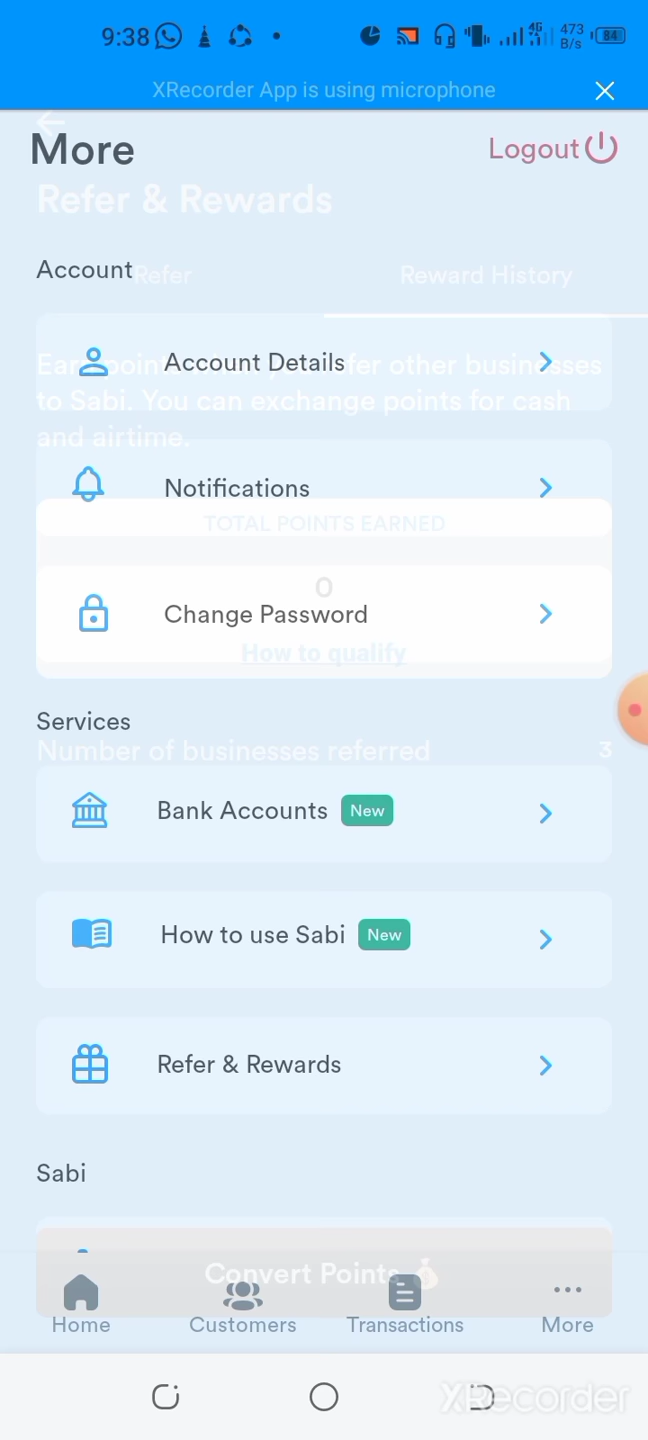 9:38
4G
473
B/s
84
XRecorder App is using microphone
More
Logout
Refer & Rewards
Account
Refer
Reward History
Account Details
Earn points when you refer other businesses
to Sabi. You can exchange points for cash
and airtime.
Notifications
TOTAL POINTS EARNED
0
Change Password
How to qualify
Services
Number of businesses referred
3
Bank Accounts
New
How to use Sabi
New
Refer & Rewards
Sabi
Convert Points
Home
Customers
Transactions
More
XRecorder